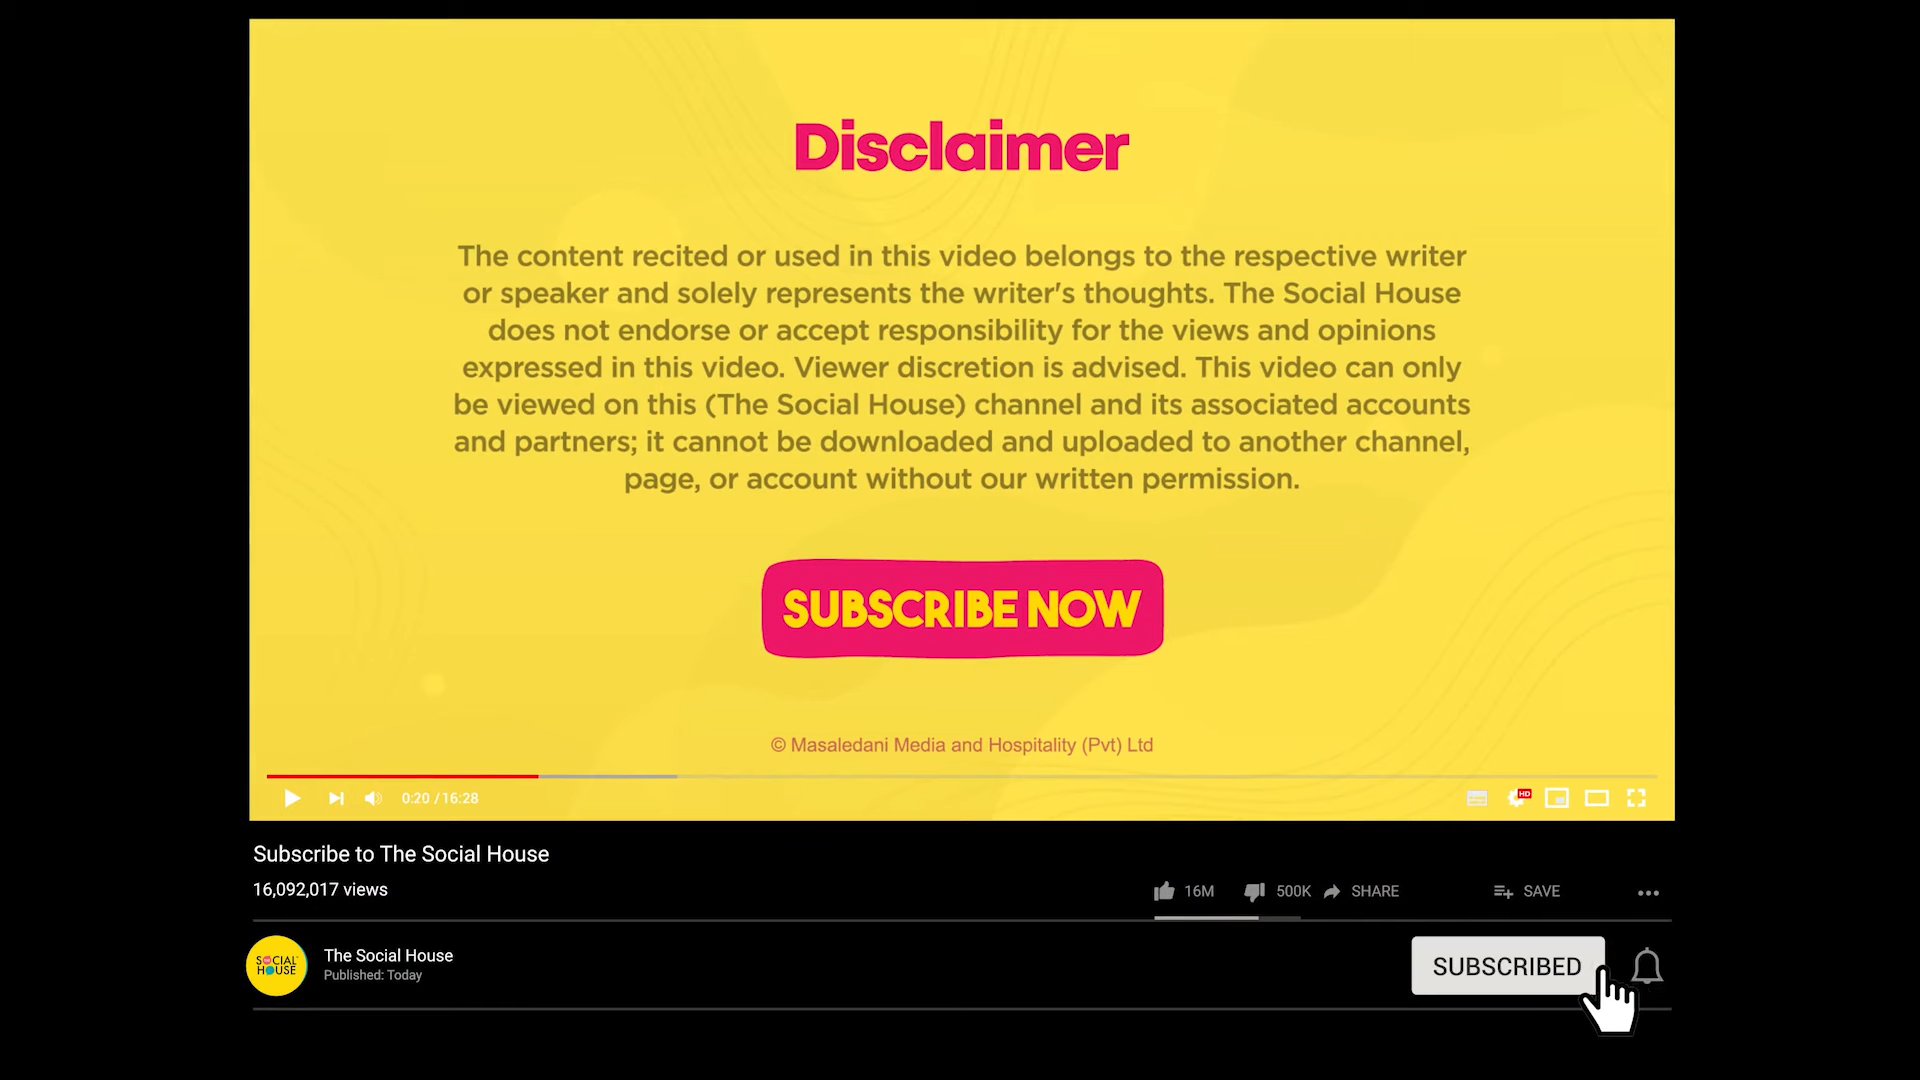 Disclaimer
The content recited or used in this video belongs to the respective writer
or speaker and solely represents the writer's thoughts. The Social House
does not endorse or accept responsibility for the views and opinions
expressed in this video. Viewer discretion is advised. This video can only
be viewed on this (The Social House) channel and its associated accounts
and partners; it cannot be downloaded and uploaded to another channel,
page, or account without our written permission.
SUBSCRIBE NOW
© Masaledani Media and Hospitality (Pvt) Ltd
0:20 / 16:28
HD
Subscribe to The Social House
16,092,017 views
16M
500K
SHARE
SAVE
THE
SOCIAL
HOUSE
The Social House
Published: Today
SUBSCRIBED